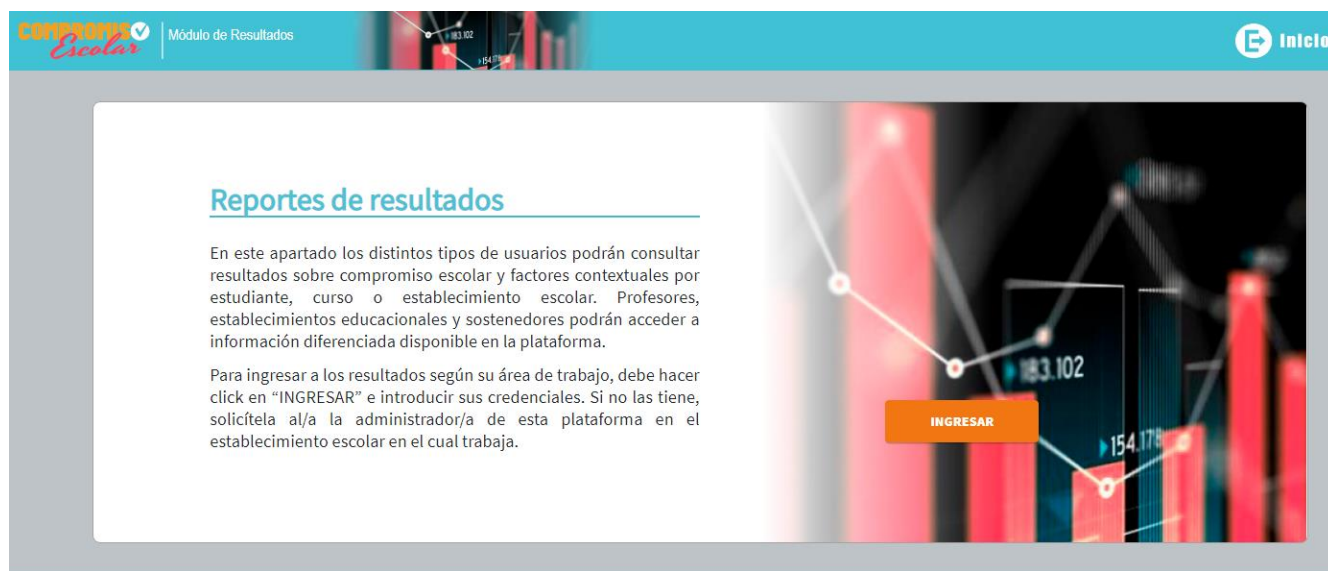 COMPROMISO
Escolar
Módulo de Resultados
183.102
154.178
Inicio
Reportes de resultados
En este apartado los distintos tipos de usuarios podrán consultar
resultados sobre compromiso escolar y factores contextuales por
estudiante, curso o establecimiento escolar. Profesores,
establecimientos educacionales y sostenedores podrán acceder a
información diferenciada disponible en la plataforma.
Para ingresar a los resultados según su área de trabajo, debe hacer
click en “INGRESAR” e introducir sus credenciales. Si no las tiene,
solicítela al/a la administrador/a de esta plataforma en el
establecimiento escolar en el cual trabaja.
183.102
INGRESAR
154.178